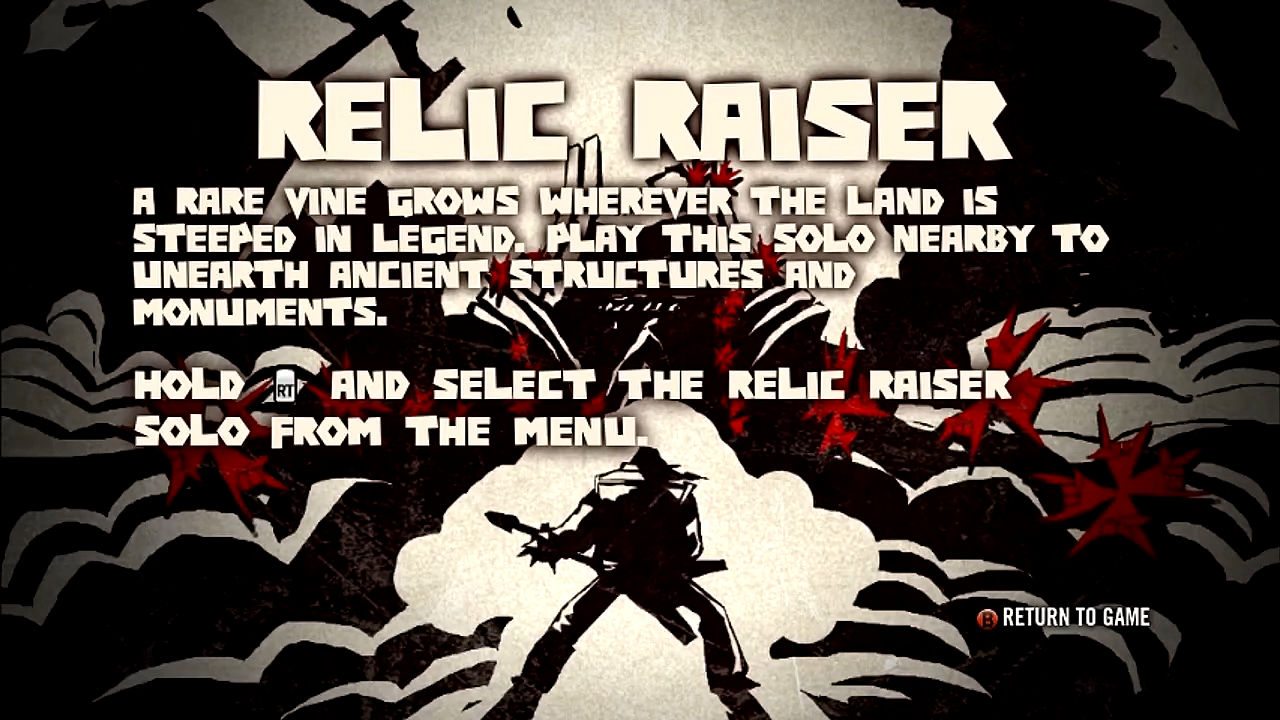 RELIC RAISER
A RARE VINE GROWS WHEREVER THE LAND IS
STEEPED IN LEGEND. PLAY THIS SOLO NEARBY TO
UNEARTH ANCIENT STRUCTURES AND
MONUMENTS.
HOLD RT AND SELECT THE RELIC RAISER
SOLO FROM THE MENU.
B RETURN TO GAME